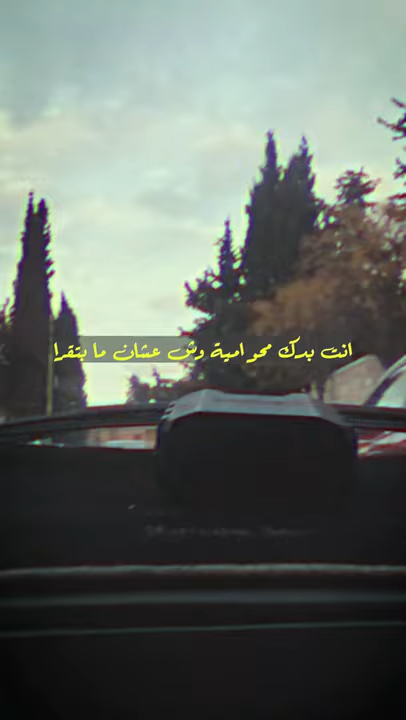 انت بدك محو امية وش عشان ما بتقرا